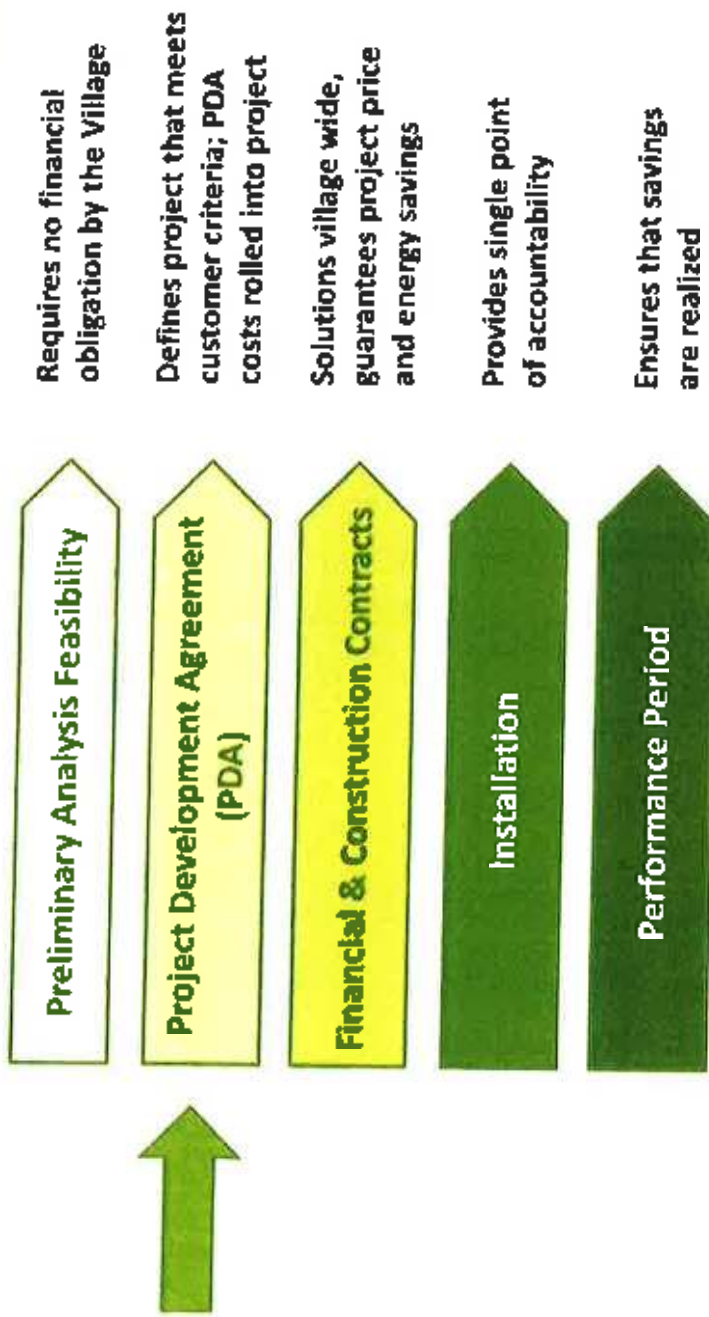 Preliminary Analysis Feasibility
Requires no financial
obligation by the Village
Project Development Agreement
(PDA)
Defines project that meets
customer criteria; PDA
costs rolled into project
Financial & Construction Contracts
Solutions village wide,
guarantees project price
and energy savings
Installation
Provides single point
of accountability
Performance Period
Ensures that savings
are realized